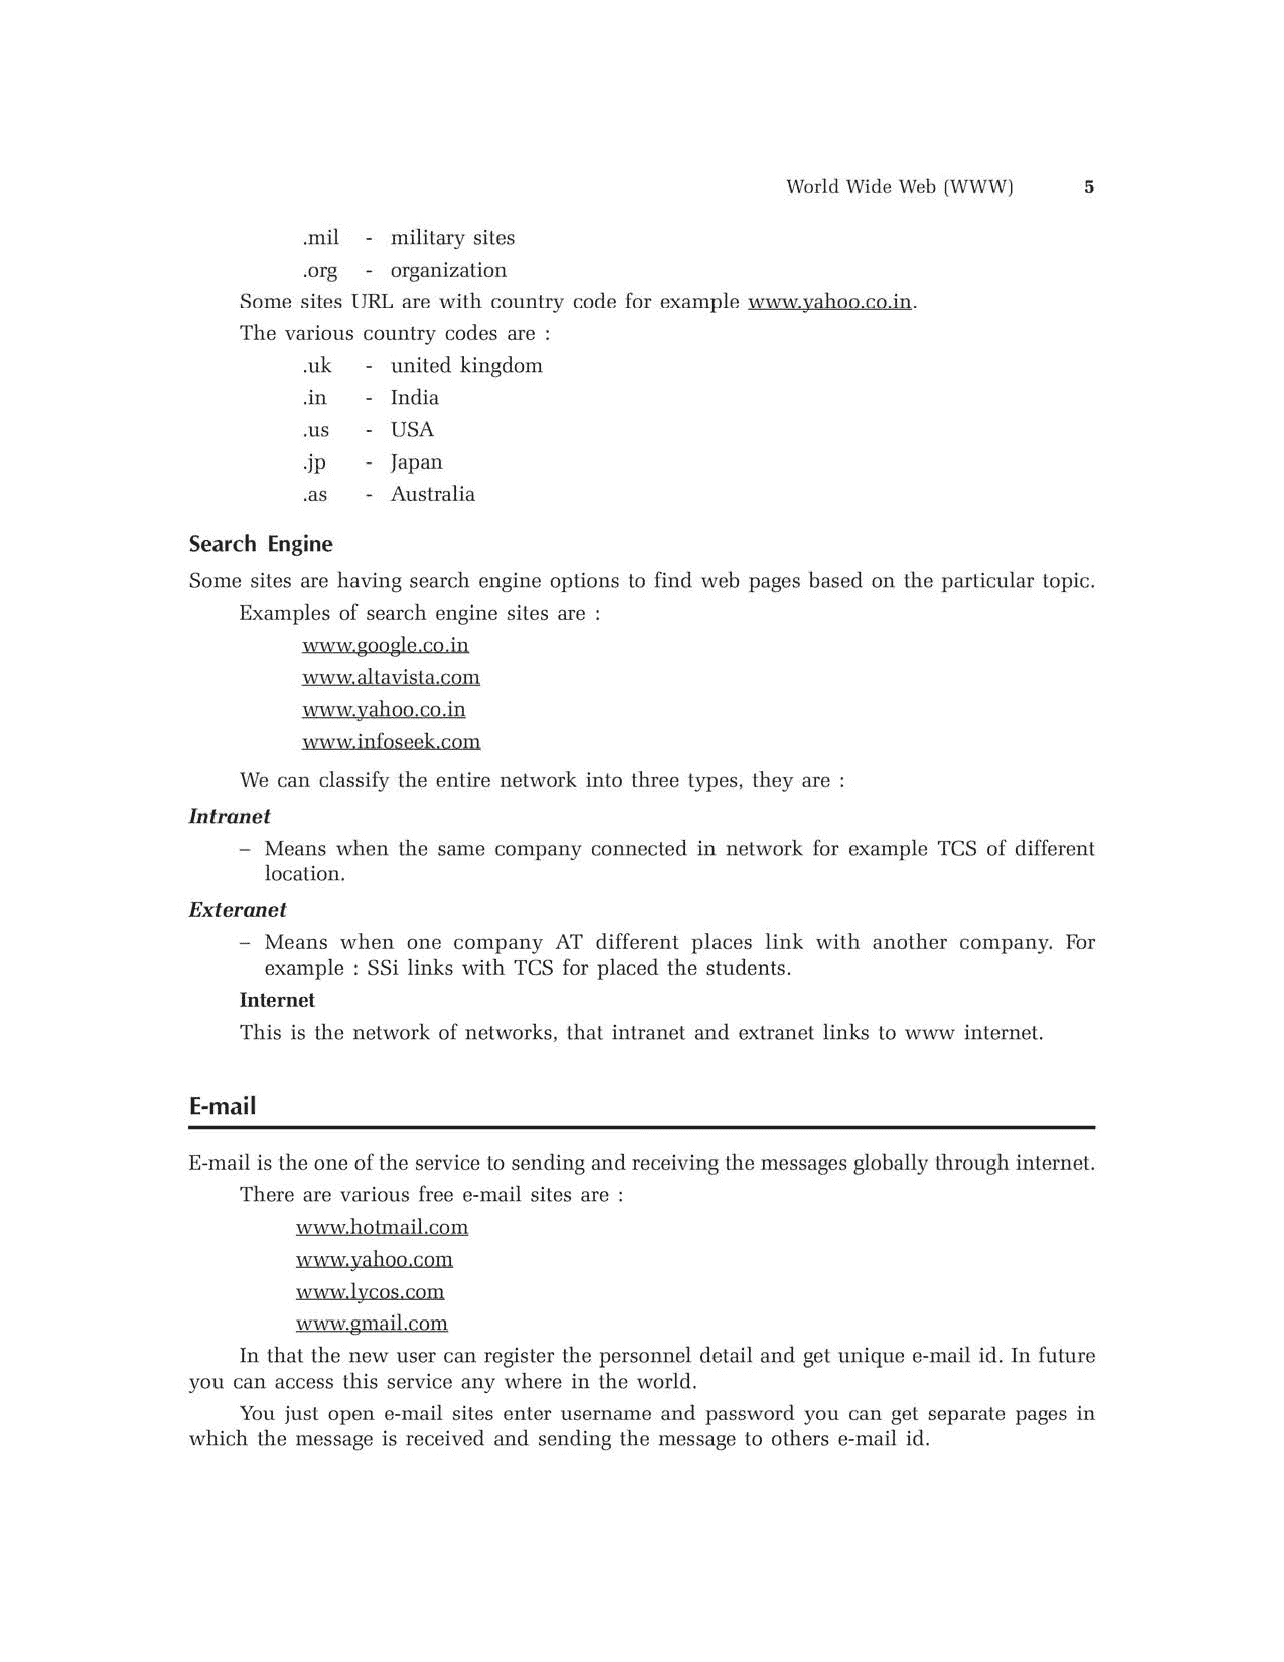 World Wide Web (WWW) 5
.mil - military sites
.org - organization
Some sites URL are with country code for example www.yahoo.co.in.
The various country codes are :
.uk - united kingdom
.in - India
.us - USA
.jp - Japan
.as - Australia
Search Engine
Some sites are having search engine options to find web pages based on the particular topic.
Examples of search engine sites are :
www.google.co.in
www.altavista.com
www.yahoo.co.in
www.infoseek.com
We can classify the entire network into three types, they are :
Intranet
– Means when the same company connected in network for example TCS of different
location.
Exteranet
– Means when one company AT different places link with another company. For
example : SSi links with TCS for placed the students.
Internet
This is the network of networks, that intranet and extranet links to www internet.
E-mail
E-mail is the one of the service to sending and receiving the messages globally through internet.
There are various free e-mail sites are :
www.hotmail.com
www.yahoo.com
www.lycos.com
www.gmail.com
In that the new user can register the personnel detail and get unique e-mail id. In future
you can access this service any where in the world.
You just open e-mail sites enter username and password you can get separate pages in
which the message is received and sending the message to others e-mail id.